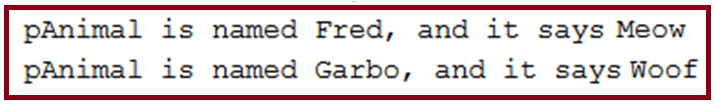 pAnimal is named Fred, and it says Meow
pAnimal is named Garbo, and it says Woof